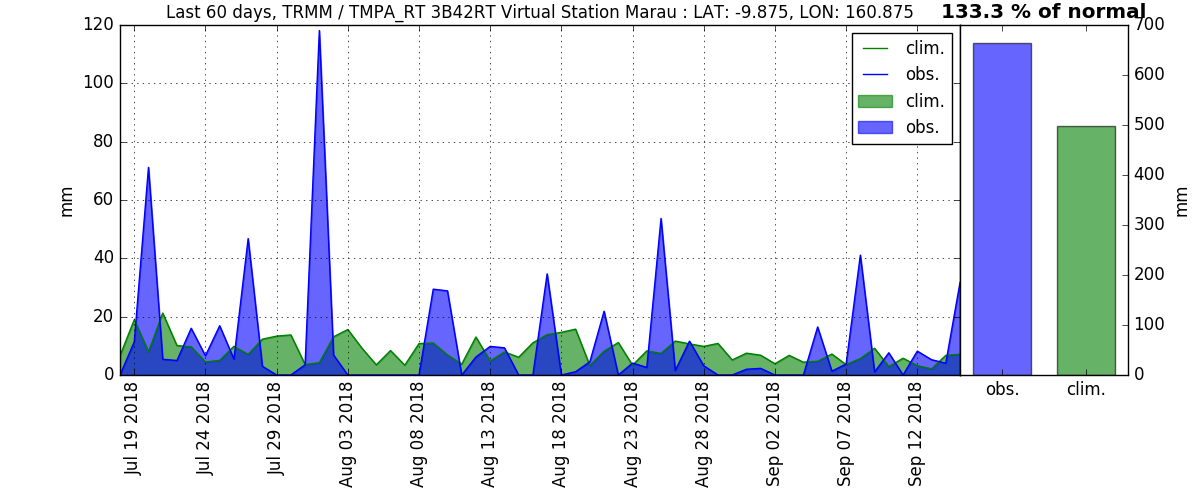 Last 60 days, TRMM / TMPA_RT 3B42RT Virtual Station Marau : LAT: -9.875, LON: 160.875
133.3 % of normal
120
100
80
60
40
20
0
mm
clim.
obs.
clim.
obs.
700
600
500
400
300
200
100
0
mm
obs.
clim.
Jul 19 2018
Jul 24 2018
Jul 29 2018
Aug 03 2018
Aug 08 2018
Aug 13 2018
Aug 18 2018
Aug 23 2018
Aug 28 2018
Sep 02 2018
Sep 07 2018
Sep 12 2018